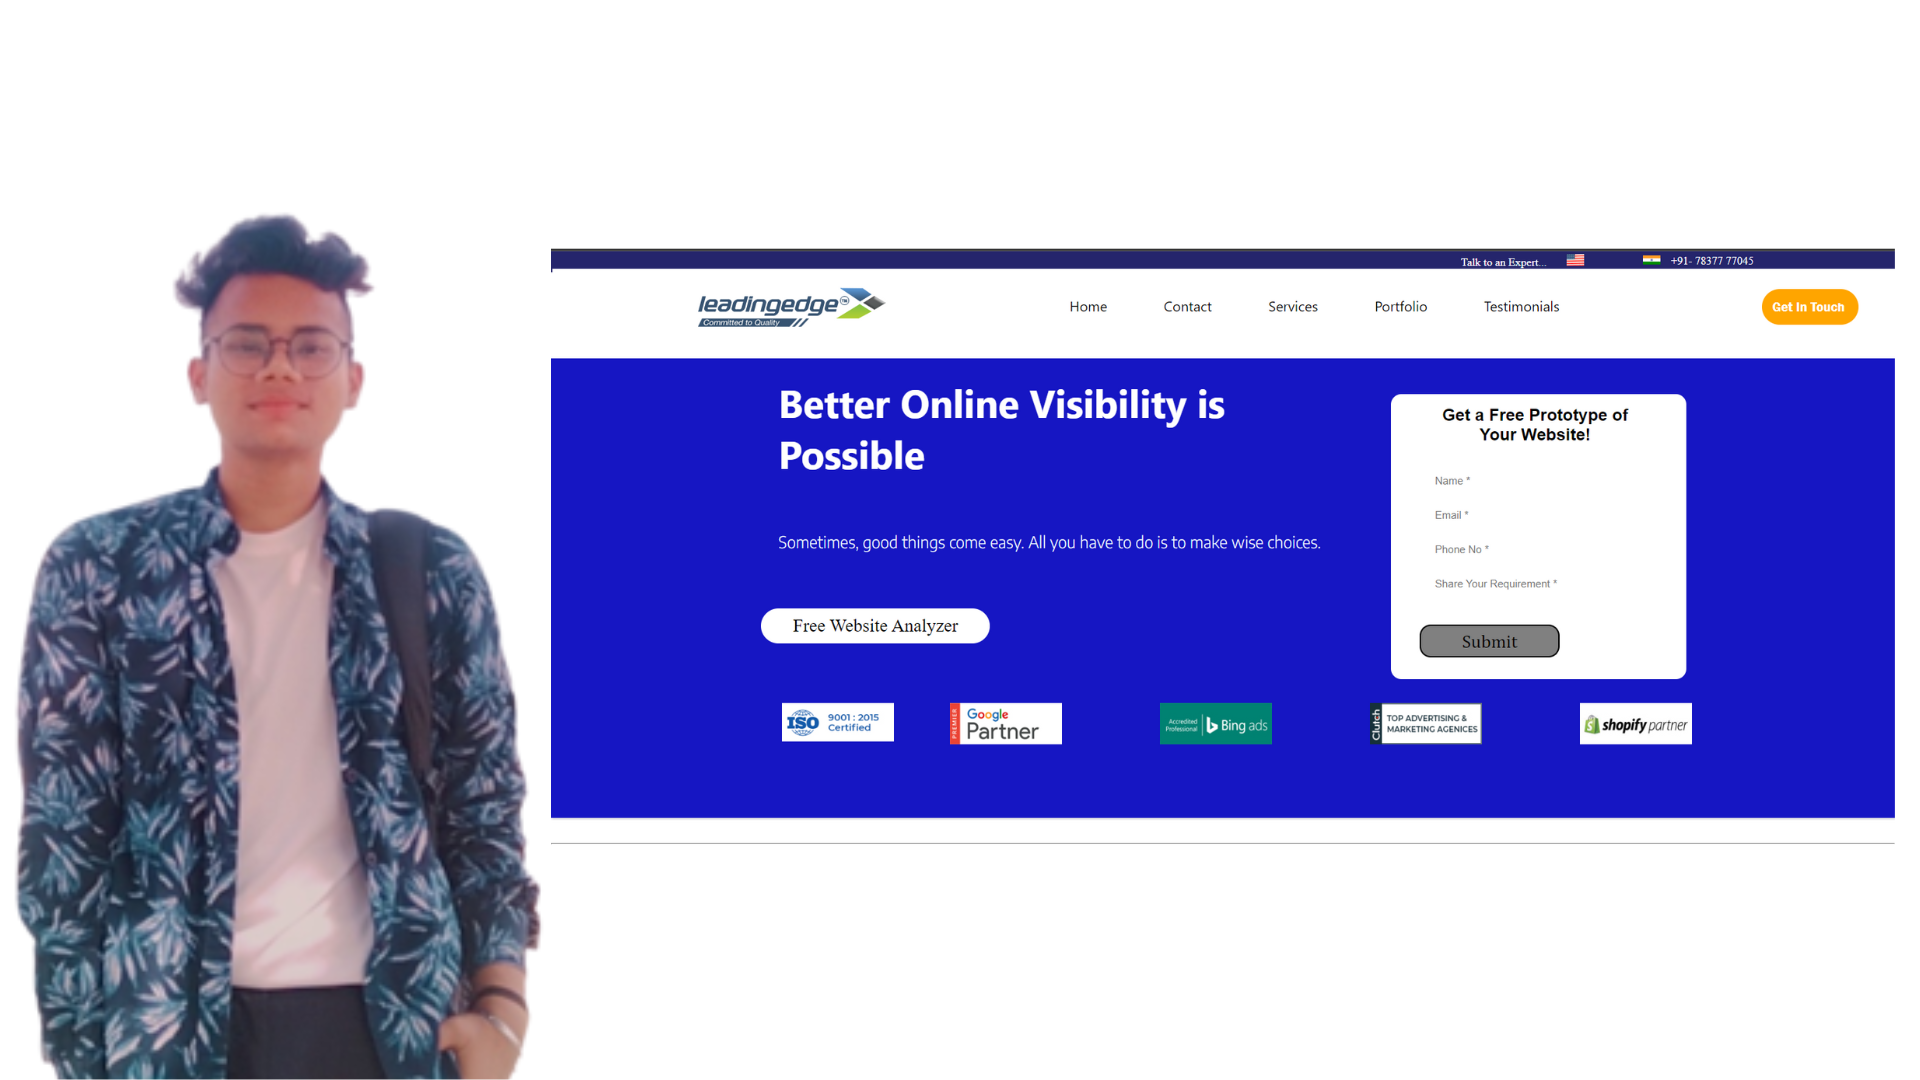 Talk to an Expert...
+91- 78377 77045
leadingedge™
Committed to Quality
Home
Contact
Services
Portfolio
Testimonials
Get In Touch
Better Online Visibility is
Possible
Sometimes, good things come easy. All you have to do is to make wise choices.
Free Website Analyzer
Get a Free Prototype of
Your Website!
Name *
Email *
Phone No *
Share Your Requirement *
Submit
ISO
9001 : 2015
Certified
PREMIER
Google
Partner
Accredited
Professional
Bing ads
Clutch
TOP ADVERTISING &
MARKETING AGENICES
shopify partner